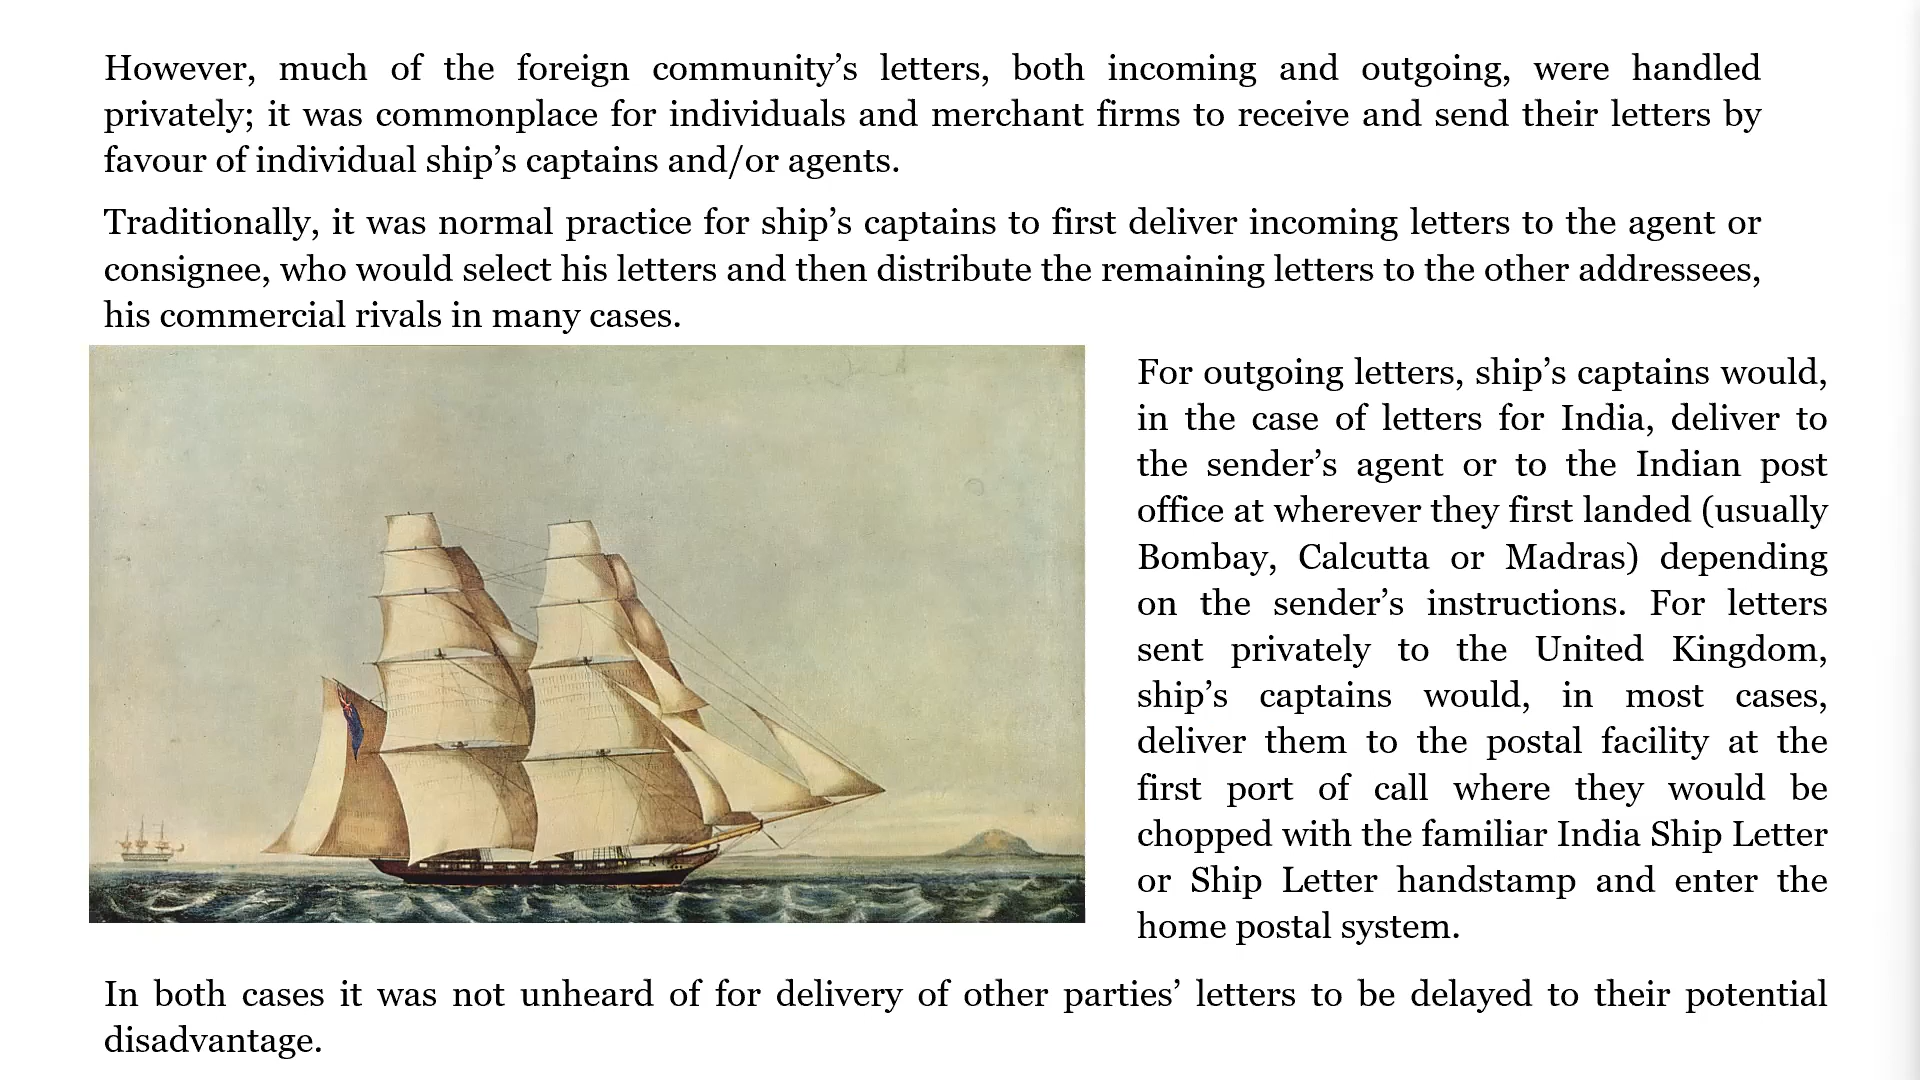 However, much of the foreign community’s letters, both incoming and outgoing, were handled
privately; it was commonplace for individuals and merchant firms to receive and send their letters by
favour of individual ship’s captains and/or agents.
Traditionally, it was normal practice for ship’s captains to first deliver incoming letters to the agent or
consignee, who would select his letters and then distribute the remaining letters to the other addressees,
his commercial rivals in many cases.
For outgoing letters, ship’s captains would,
in the case of letters for India, deliver to
the sender’s agent or to the Indian post
office at wherever they first landed (usually
Bombay, Calcutta or Madras) depending
on the sender’s instructions. For letters
sent privately to the United Kingdom,
ship’s captains would, in most cases,
deliver them to the postal facility at the
first port of call where they would be
chopped with the familiar India Ship Letter
or Ship Letter handstamp and enter the
home postal system.
In both cases it was not unheard of for delivery of other parties’ letters to be delayed to their potential
disadvantage.